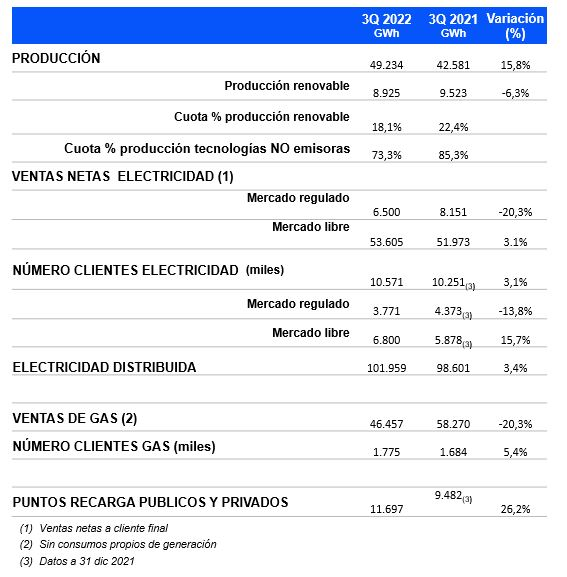 3Q 2022 3Q 2021 Variación
GWh GWh (%)
PRODUCCIÓN 49.234 42.581 15,8%
Producción renovable 8.925 9.523 -6,3%
Cuota % producción renovable 18,1% 22,4%
Cuota % producción tecnologías NO emisoras 73,3% 85,3%
VENTAS NETAS ELECTRICIDAD (1)
Mercado regulado 6.500 8.151 -20,3%
Mercado libre 53.605 51.973 3.1%
NÚMERO CLIENTES ELECTRICIDAD (miles) 10.571 10.251(3) 3,1%
Mercado regulado 3.771 4.373(3) -13,8%
Mercado libre 6.800 5.878(3) 15,7%
ELECTRICIDAD DISTRIBUIDA 101.959 98.601 3,4%
VENTAS DE GAS (2) 46.457 58.270 -20,3%
NÚMERO CLIENTES GAS (miles) 1.775 1.684 5,4%
PUNTOS RECARGA PUBLICOS Y PRIVADOS 11.697 9.482(3) 26,2%
(1) Ventas netas a cliente final
(2) Sin consumos propios de generación
(3) Datos a 31 dic 2021